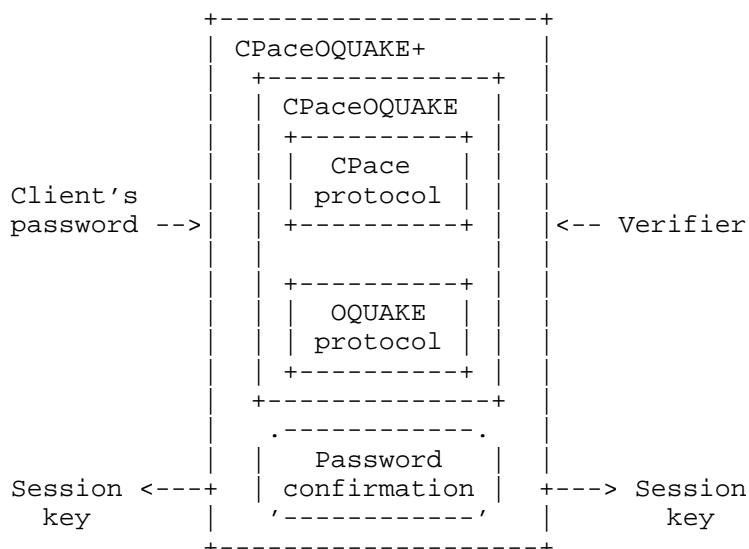 CPaceOQUAKE+
CPaceOQUAKE
CPace
protocol
Client's
password --> <-- Verifier
OQUAKE
protocol
Password
confirmation
Session <--- ---> Session
key key